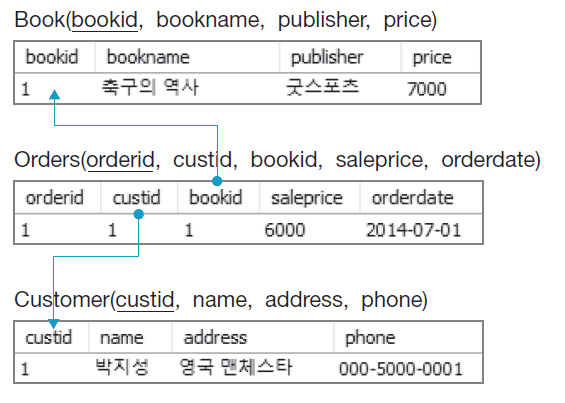 Book(bookid, bookname, publisher, price)
bookid bookname publisher price
1 축구의 역사 굿스포츠 7000
Orders(orderid, custid, bookid, saleprice, orderdate)
orderid custid bookid saleprice orderdate
1 1 1 6000 2014-07-01
Customer(custid, name, address, phone)
custid name address phone
1 박지성 영국 맨체스타 000-5000-0001